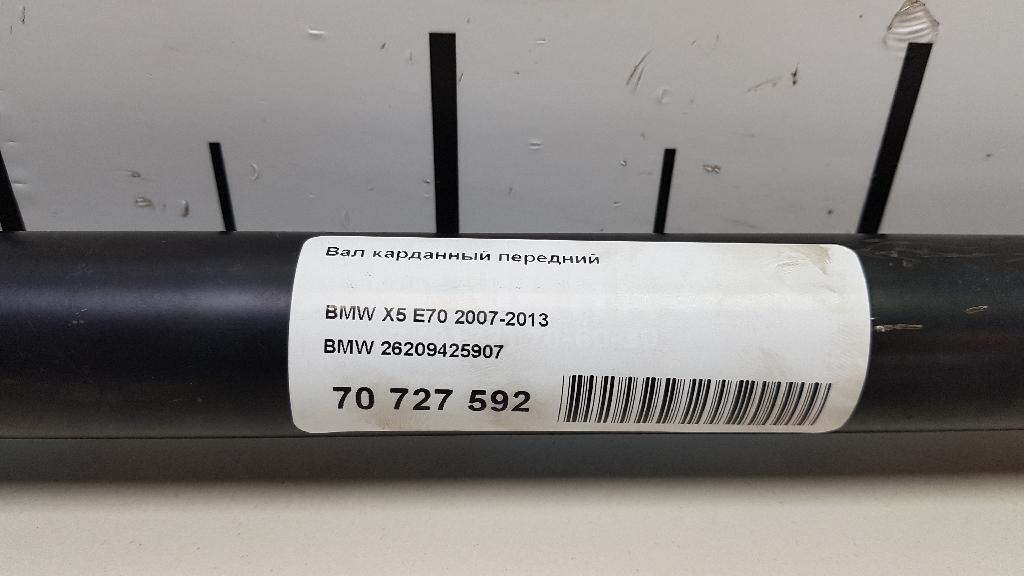 Вал карданный передний
BMW X5 E70 2007-2013
BMW 26209425907
70 727 592